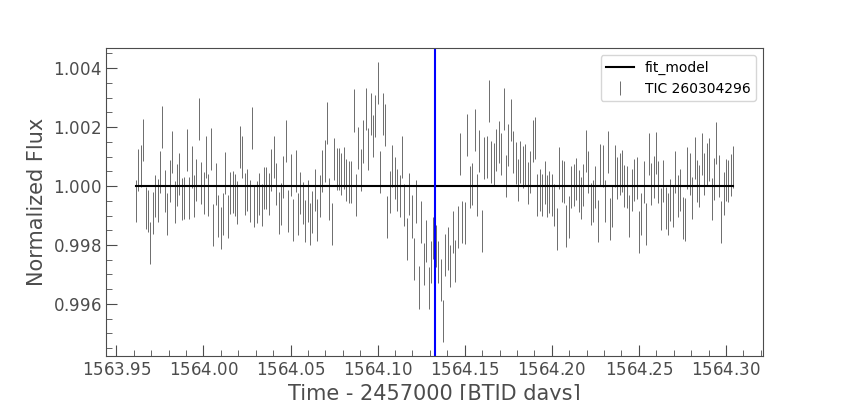 1.004
1.002
1.000
0.998
0.996
Normalized Flux
fit_model
TIC 260304296
1563.95 1564.00 1564.05 1564.10 1564.15 1564.20 1564.25 1564.30
Time - 2457000 [BTJD days]